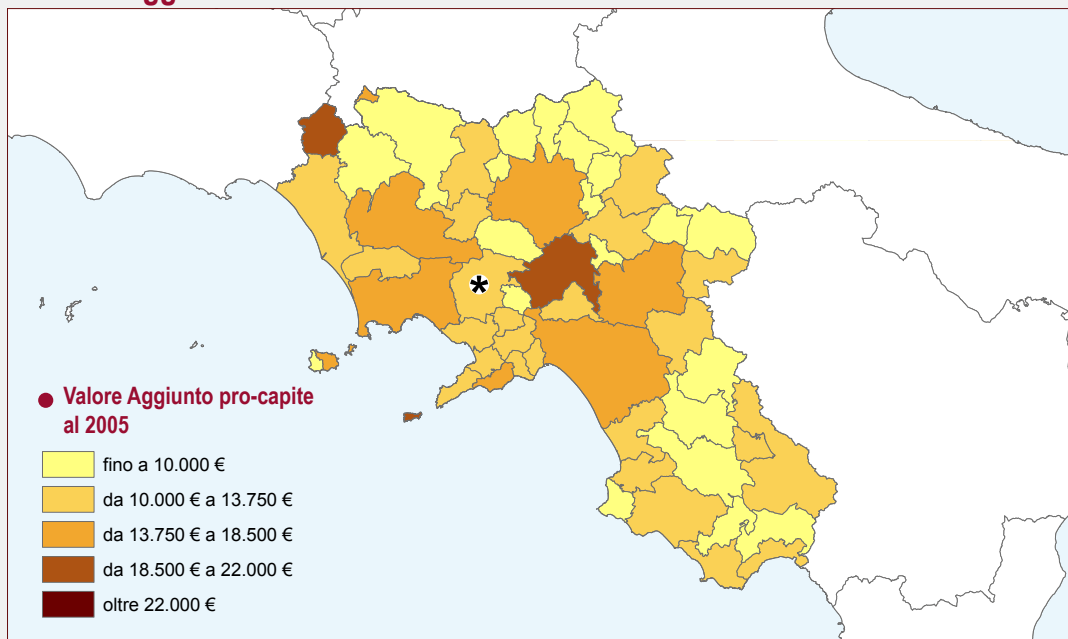 Valore Aggiunto pro-capite
al 2005
fino a 10.000 €
da 10.000 € a 13.750 €
da 13.750 € a 18.500 €
da 18.500 € a 22.000 €
oltre 22.000 €